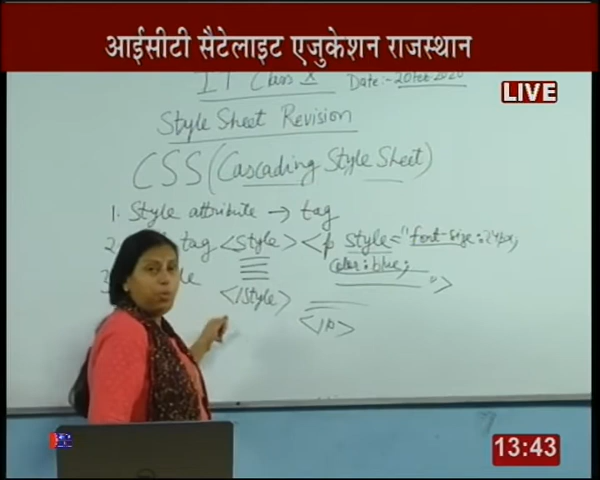 आईसीटी सैटेलाइट एजुकेशन राजस्थान
IT Class X Date:- 20 Feb 2020
LIVE
Style Sheet Revision
CSS (Cascading Style Sheet)
1. Style attribute → tag
2. tag <Style> <p style="font-size:24px,
color:blue;
">
</Style>
</p>
13:43